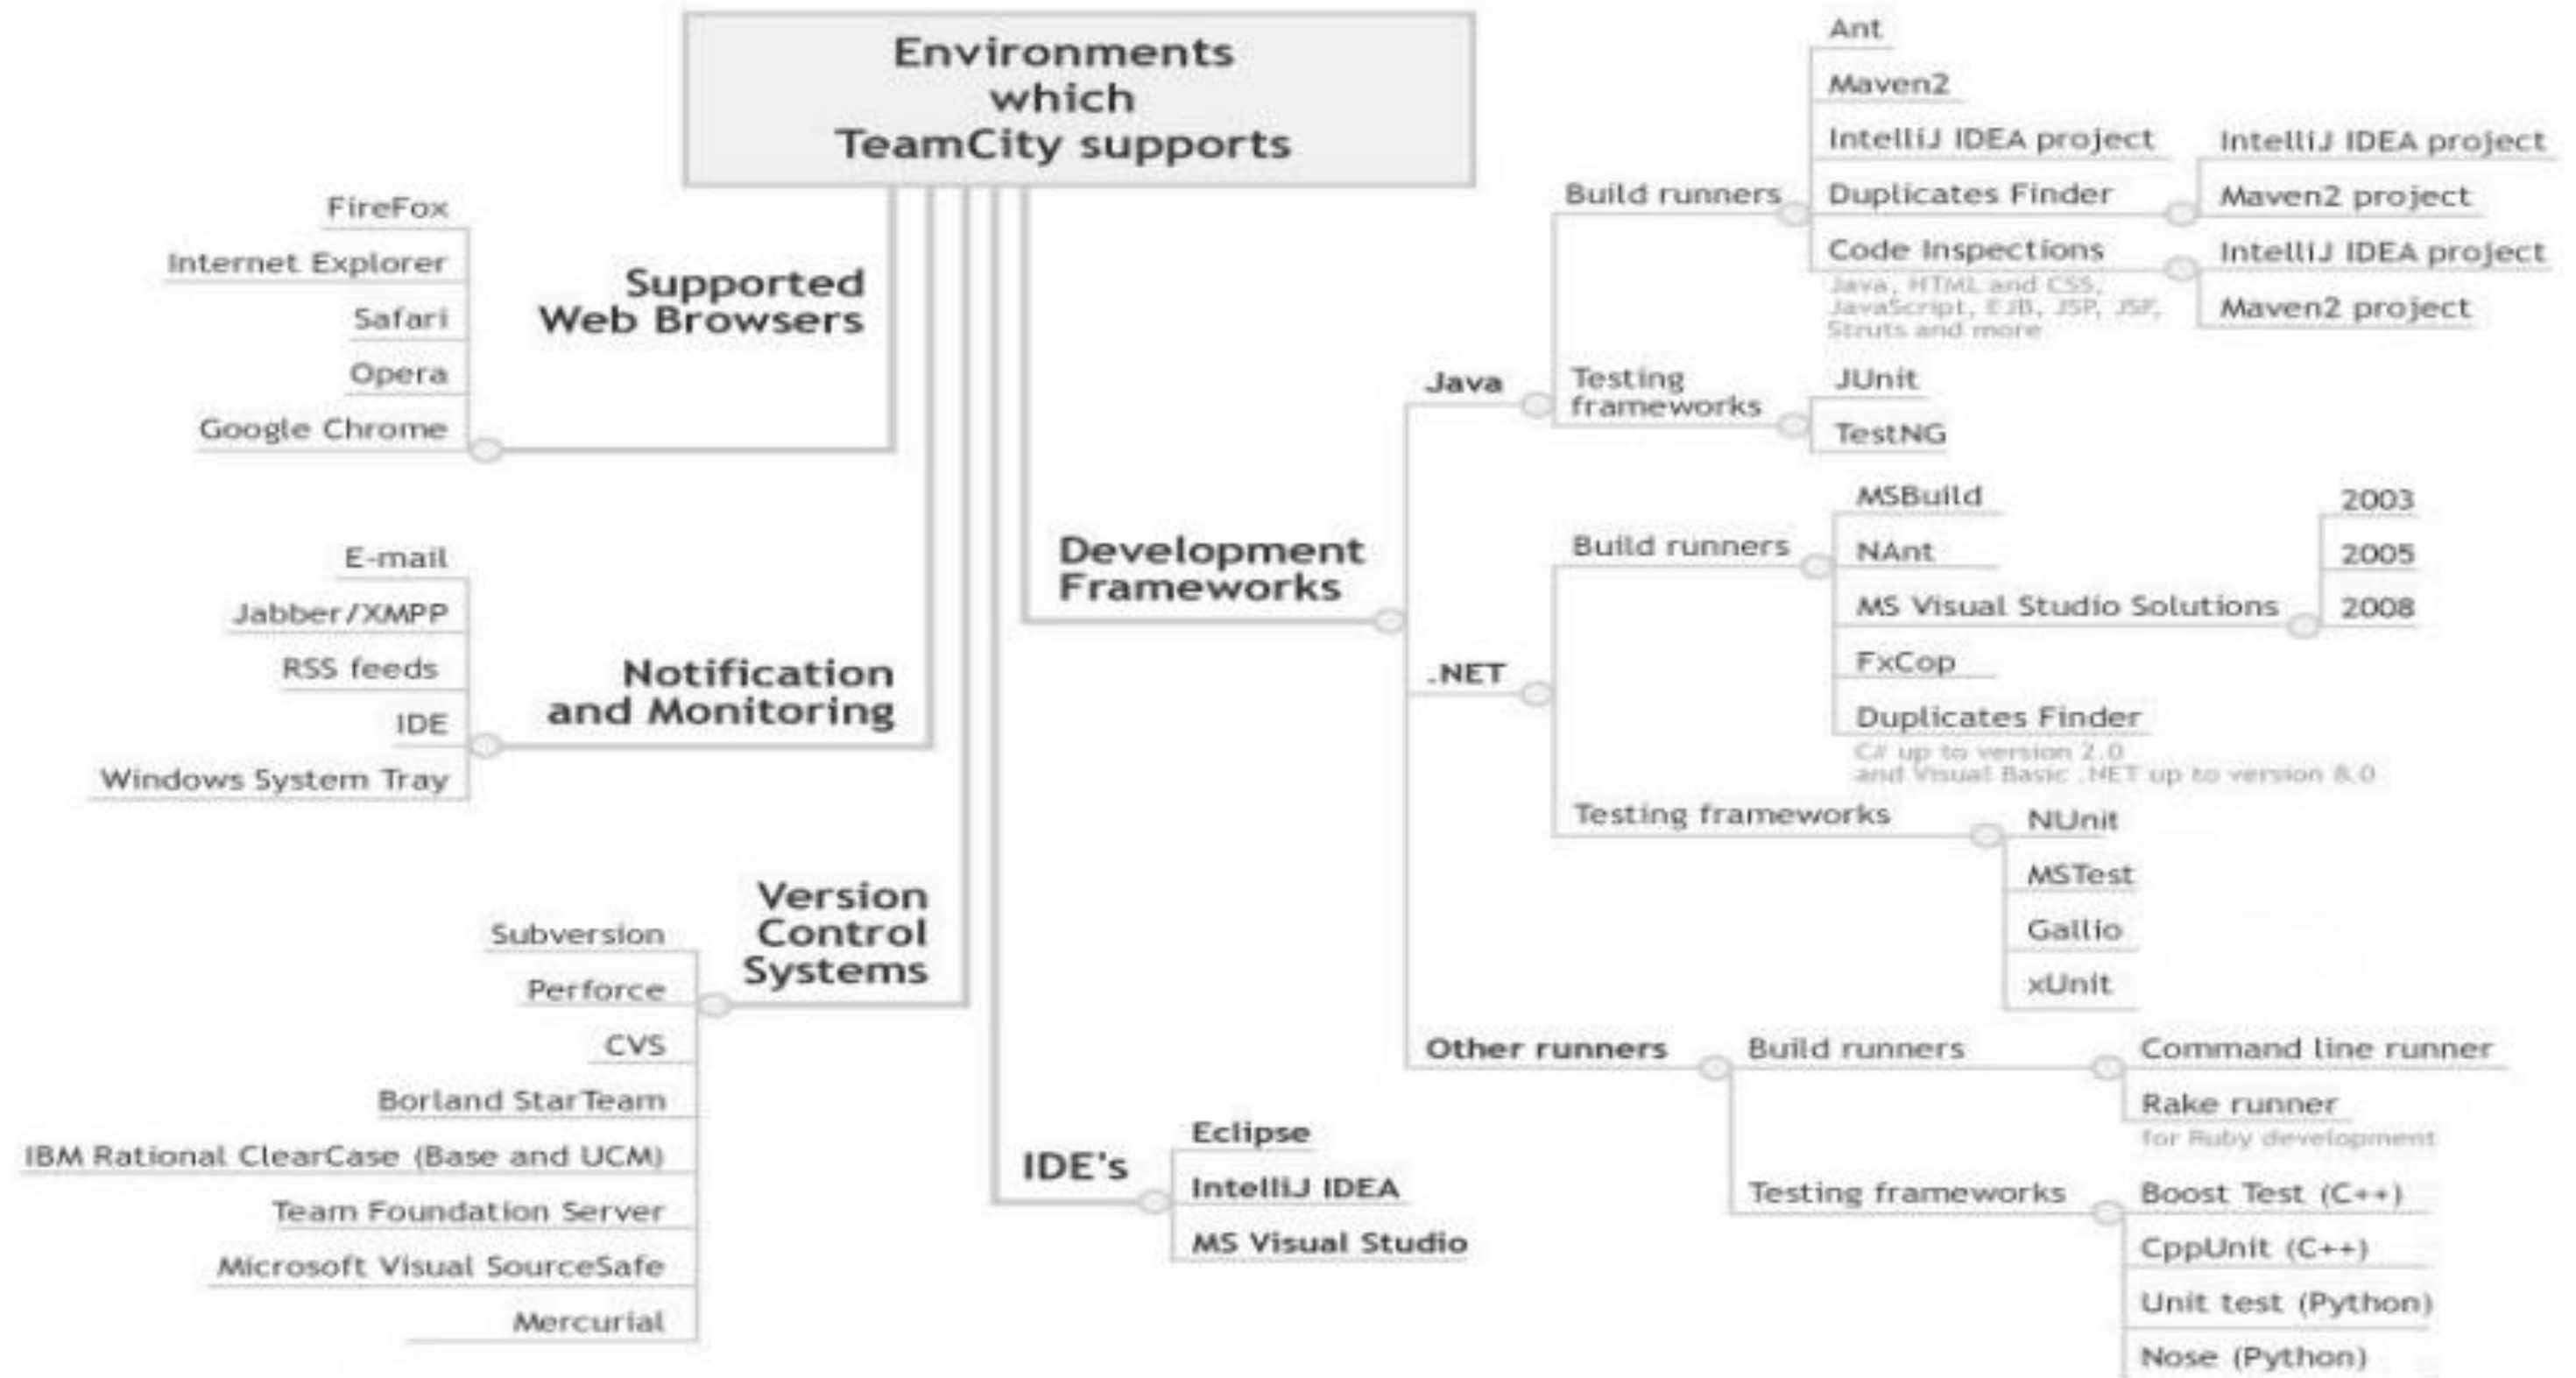 Environments
which
TeamCity supports
FireFox
Internet Explorer
Safari
Opera
Google Chrome
Supported
Web Browsers
E-mail
Jabber/XMPP
RSS feeds
IDE
Windows System Tray
Notification
and Monitoring
Subversion
Perforce
CVS
Borland StarTeam
IBM Rational ClearCase (Base and UCM)
Team Foundation Server
Microsoft Visual SourceSafe
Mercurial
Version
Control
Systems
IDE's
Eclipse
IntelliJ IDEA
MS Visual Studio
Development
Frameworks
Java
Build runners
Ant
Maven2
IntelliJ IDEA project
Duplicates Finder
IntelliJ IDEA project
Maven2 project
Code Inspections
Java, HTML and CSS,
JavaScript, EJB, JSP, JSF,
Struts and more
IntelliJ IDEA project
Maven2 project
Testing
frameworks
JUnit
TestNG
.NET
Build runners
MSBuild
NAnt
MS Visual Studio Solutions
2003
2005
2008
FxCop
Duplicates Finder
C# up to version 2.0
and Visual Basic .NET up to version 8.0
Testing frameworks
NUnit
MSTest
Gallio
xUnit
Other runners
Build runners
Command line runner
Rake runner
for Ruby development
Testing frameworks
Boost Test (C++)
CppUnit (C++)
Unit test (Python)
Nose (Python)